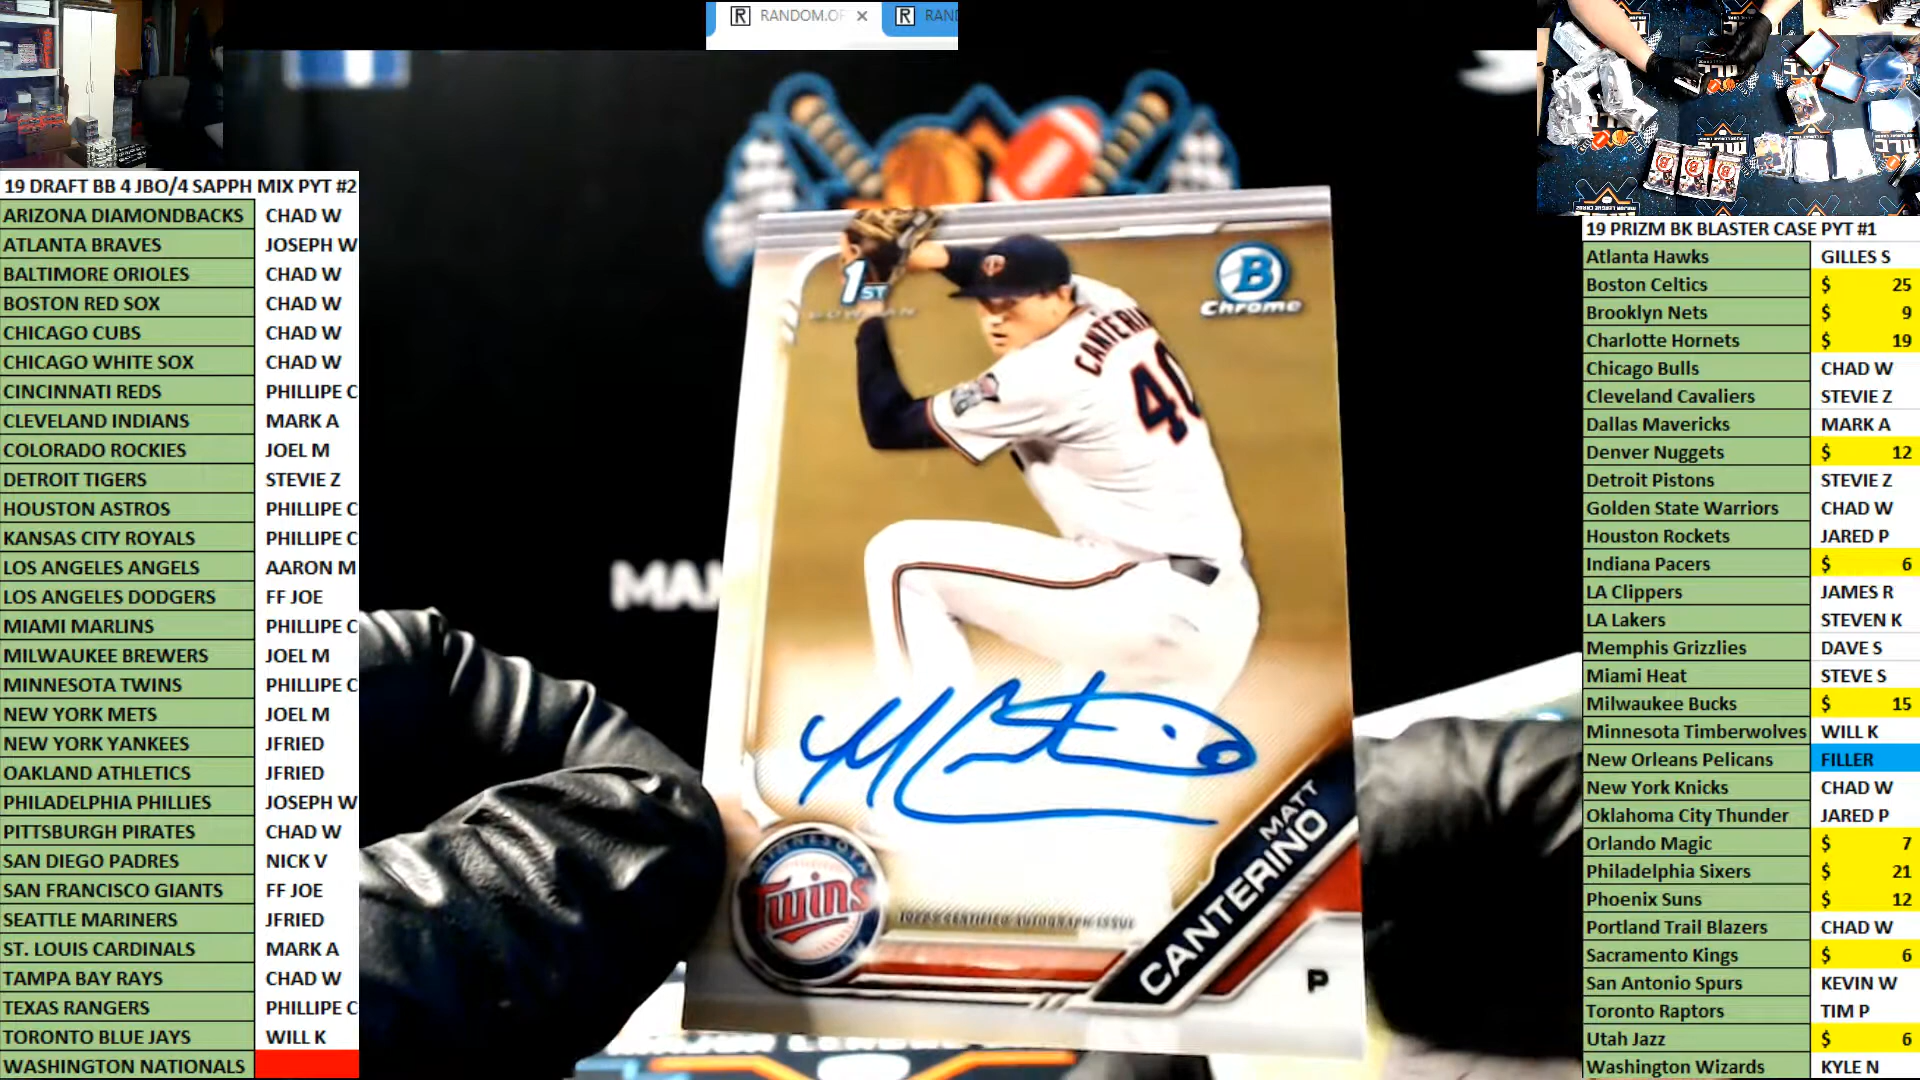 RANDOM.OR
RAND
19 DRAFT BB 4 JBO/4 SAPPH MIX PYT #2
ARIZONA DIAMONDBACKS CHAD W
ATLANTA BRAVES JOSEPH W
BALTIMORE ORIOLES CHAD W
BOSTON RED SOX CHAD W
CHICAGO CUBS CHAD W
CHICAGO WHITE SOX CHAD W
CINCINNATI REDS PHILLIPE C
CLEVELAND INDIANS MARK A
COLORADO ROCKIES JOEL M
DETROIT TIGERS STEVIE Z
HOUSTON ASTROS PHILLIPE C
KANSAS CITY ROYALS PHILLIPE C
LOS ANGELES ANGELS AARON M
LOS ANGELES DODGERS FF JOE
MIAMI MARLINS PHILLIPE C
MILWAUKEE BREWERS JOEL M
MINNESOTA TWINS PHILLIPE C
NEW YORK METS JOEL M
NEW YORK YANKEES JFRIED
OAKLAND ATHLETICS JFRIED
PHILADELPHIA PHILLIES JOSEPH W
PITTSBURGH PIRATES CHAD W
SAN DIEGO PADRES NICK V
SAN FRANCISCO GIANTS FF JOE
SEATTLE MARINERS JFRIED
ST. LOUIS CARDINALS MARK A
TAMPA BAY RAYS CHAD W
TEXAS RANGERS PHILLIPE C
TORONTO BLUE JAYS WILL K
WASHINGTON NATIONALS
1ST
BOWMAN
B
Chrome
CANTERIN
40
MINNESOTA
Twins
TOPPS CERTIFIED AUTOGRAPH ISSUE
MATT
CANTERINO
P
19 PRIZM BK BLASTER CASE PYT #1
Atlanta Hawks GILLES S
Boston Celtics $ 25
Brooklyn Nets $ 9
Charlotte Hornets $ 19
Chicago Bulls CHAD W
Cleveland Cavaliers STEVIE Z
Dallas Mavericks MARK A
Denver Nuggets $ 12
Detroit Pistons STEVIE Z
Golden State Warriors CHAD W
Houston Rockets JARED P
Indiana Pacers $ 6
LA Clippers JAMES R
LA Lakers STEVEN K
Memphis Grizzlies DAVE S
Miami Heat STEVE S
Milwaukee Bucks $ 15
Minnesota Timberwolves WILL K
New Orleans Pelicans FILLER
New York Knicks CHAD W
Oklahoma City Thunder JARED P
Orlando Magic $ 7
Philadelphia Sixers $ 21
Phoenix Suns $ 12
Portland Trail Blazers CHAD W
Sacramento Kings $ 6
San Antonio Spurs KEVIN W
Toronto Raptors TIM P
Utah Jazz $ 6
Washington Wizards KYLE N